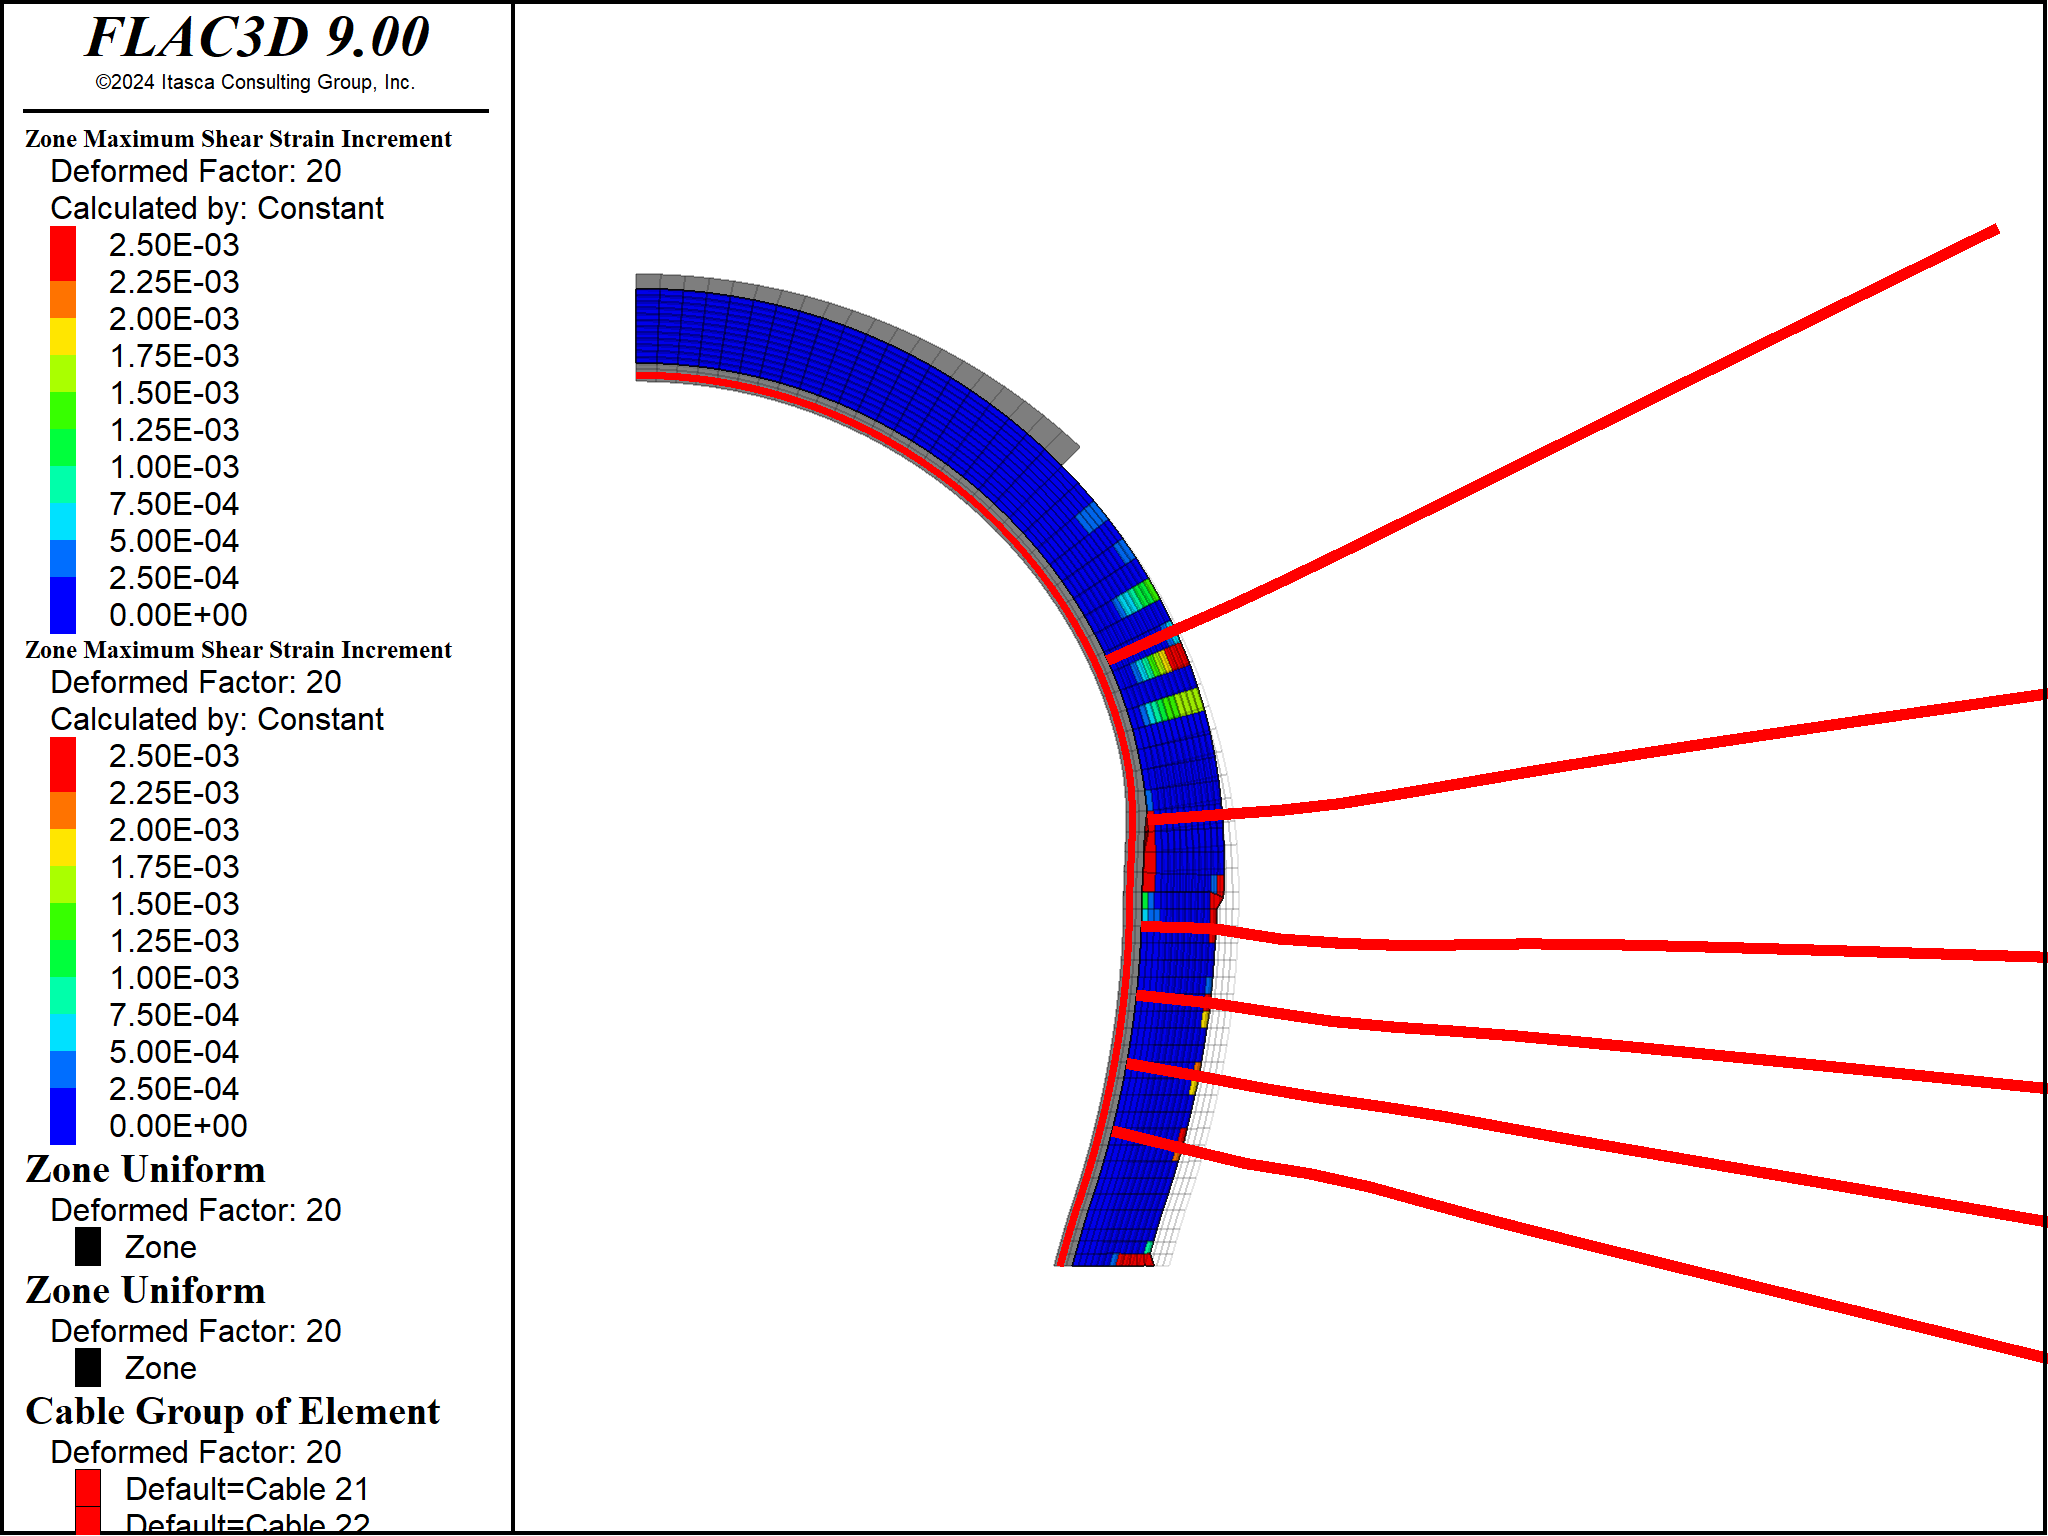 FLAC3D 9.00
©2024 Itasca Consulting Group, Inc.
Zone Maximum Shear Strain Increment
Deformed Factor: 20
Calculated by: Constant
2.50E-03
2.25E-03
2.00E-03
1.75E-03
1.50E-03
1.25E-03
1.00E-03
7.50E-04
5.00E-04
2.50E-04
0.00E+00
Zone Maximum Shear Strain Increment
Deformed Factor: 20
Calculated by: Constant
2.50E-03
2.25E-03
2.00E-03
1.75E-03
1.50E-03
1.25E-03
1.00E-03
7.50E-04
5.00E-04
2.50E-04
0.00E+00
Zone Uniform
Deformed Factor: 20
Zone
Zone Uniform
Deformed Factor: 20
Zone
Cable Group of Element
Deformed Factor: 20
Default=Cable 21
Default=Cable 22